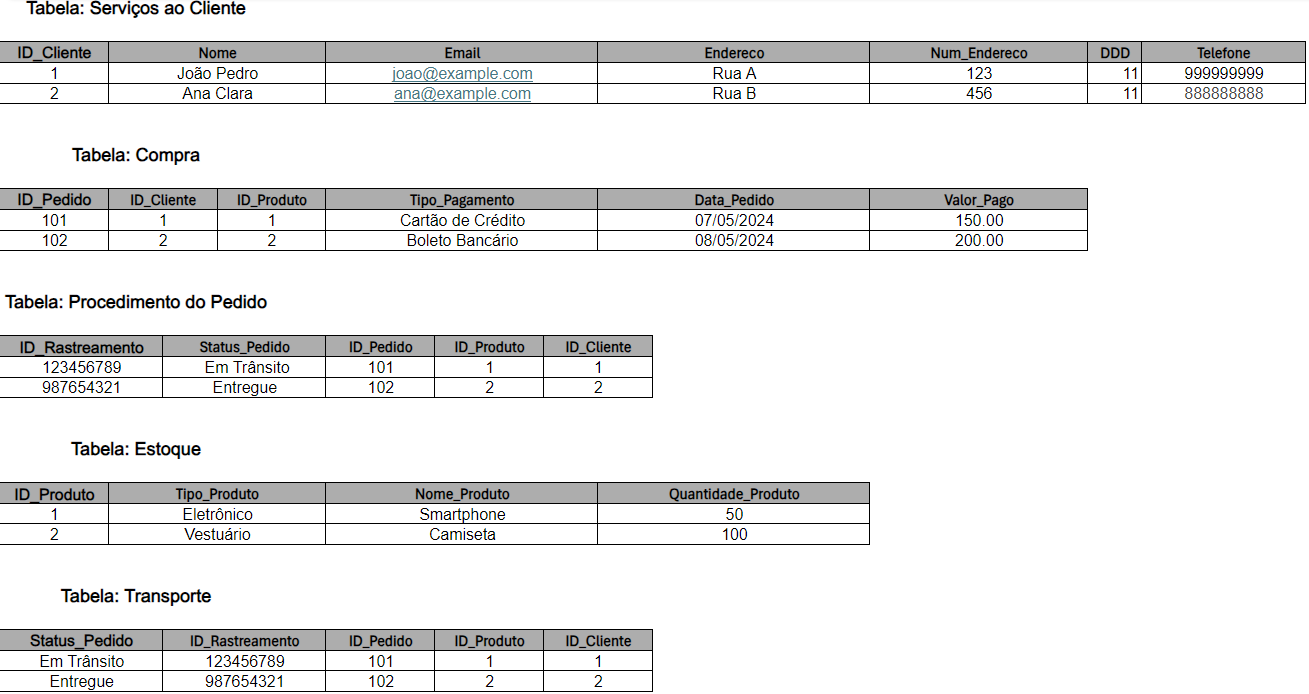 Tabela: Serviços ao Cliente
ID_Cliente Nome Email Endereco Num_Endereco DDD Telefone
1 João Pedro joao@example.com Rua A 123 11 999999999
2 Ana Clara ana@example.com Rua B 456 11 888888888
Tabela: Compra
ID_Pedido ID_Cliente ID_Produto Tipo_Pagamento Data_Pedido Valor_Pago
101 1 1 Cartão de Crédito 07/05/2024 150.00
102 2 2 Boleto Bancário 08/05/2024 200.00
Tabela: Procedimento do Pedido
ID_Rastreamento Status_Pedido ID_Pedido ID_Produto ID_Cliente
123456789 Em Trânsito 101 1 1
987654321 Entregue 102 2 2
Tabela: Estoque
ID_Produto Tipo_Produto Nome_Produto Quantidade_Produto
1 Eletrônico Smartphone 50
2 Vestuário Camiseta 100
Tabela: Transporte
Status_Pedido ID_Rastreamento ID_Pedido ID_Produto ID_Cliente
Em Trânsito 123456789 101 1 1
Entregue 987654321 102 2 2